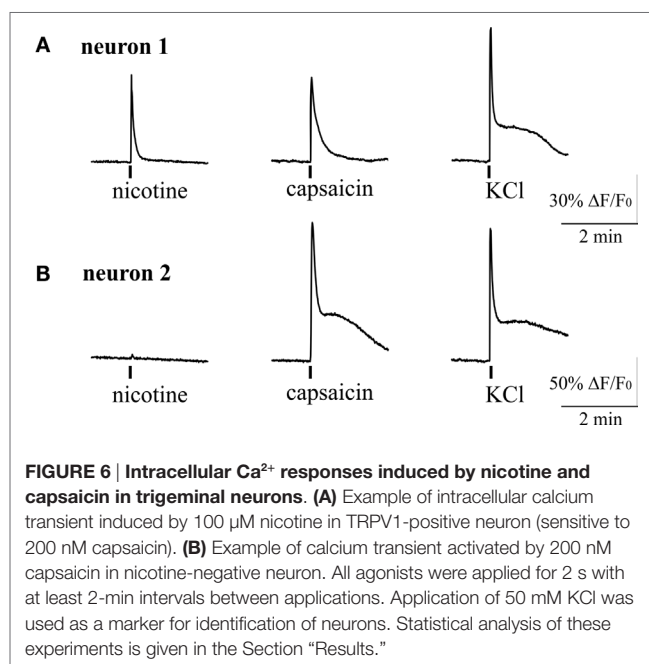 A neuron 1
nicotine capsaicin KCl
30% ΔF/F₀
2 min
B neuron 2
nicotine capsaicin KCl
50% ΔF/F₀
2 min
FIGURE 6 | Intracellular Ca²⁺ responses induced by nicotine and
capsaicin in trigeminal neurons. (A) Example of intracellular calcium
transient induced by 100 µM nicotine in TRPV1-positive neuron (sensitive to
200 nM capsaicin). (B) Example of calcium transient activated by 200 nM
capsaicin in nicotine-negative neuron. All agonists were applied for 2 s with
at least 2-min intervals between applications. Application of 50 mM KCl was
used as a marker for identification of neurons. Statistical analysis of these
experiments is given in the Section “Results.”